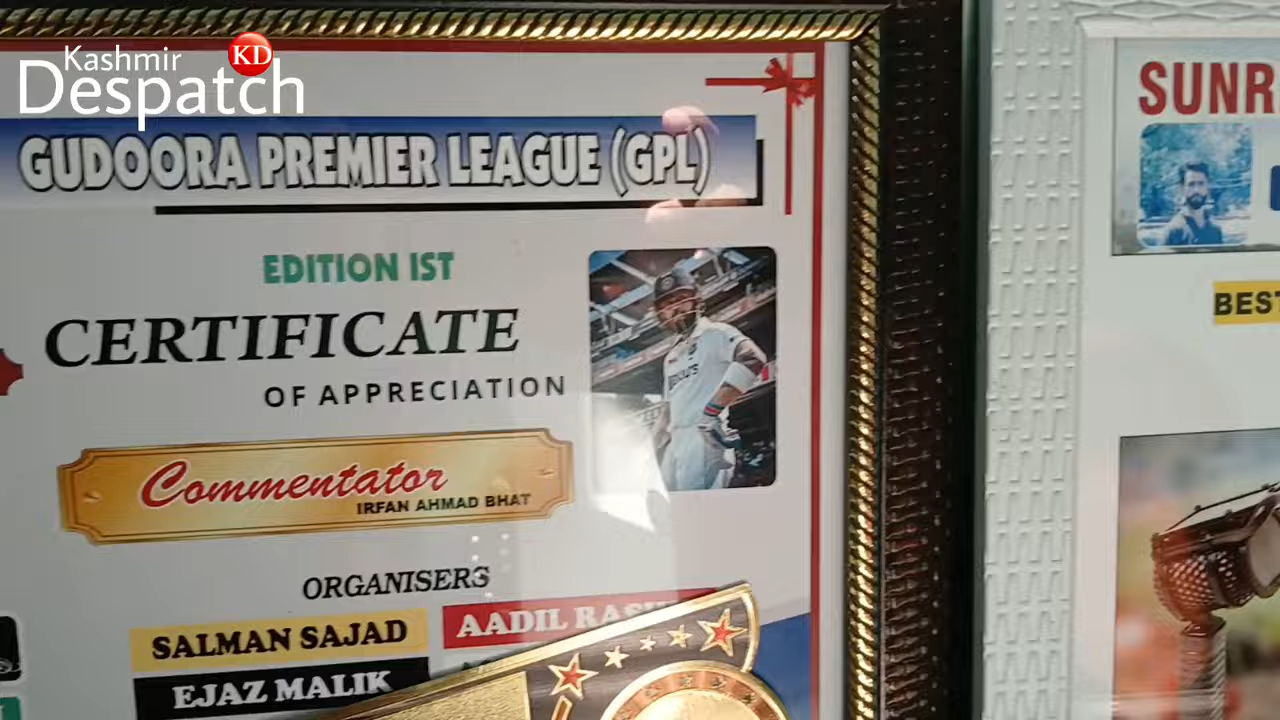 Kashmir
KD
Despatch
GUDOORA PREMIER LEAGUE (GPL)
EDITION IST
CERTIFICATE
OF APPRECIATION
Commentator
IRFAN AHMAD BHAT
ORGANISERS
SALMAN SAJAD
AADIL
EJAZ MALIK
SUNR
BEST